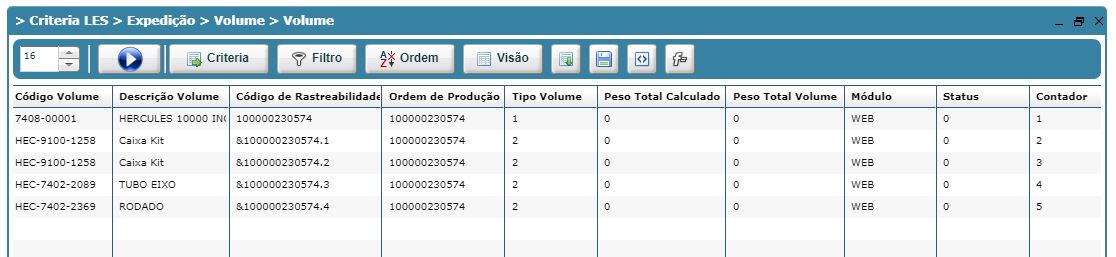 > Criteria LES > Expedição > Volume > Volume
16 Criteria Filtro Ordem Visão
Código Volume Descrição Volume Código de Rastreabilidade Ordem de Produção Tipo Volume Peso Total Calculado Peso Total Volume Módulo Status Contador
7408-00001 HERCULES 10000 IN 100000230574 100000230574 1 0 0 WEB 0 1
HEC-9100-1258 Caixa Kit &100000230574.1 100000230574 2 0 0 WEB 0 2
HEC-9100-1258 Caixa Kit &100000230574.2 100000230574 2 0 0 WEB 0 3
HEC-7402-2089 TUBO EIXO &100000230574.3 100000230574 2 0 0 WEB 0 4
HEC-7402-2369 RODADO &100000230574.4 100000230574 2 0 0 WEB 0 5